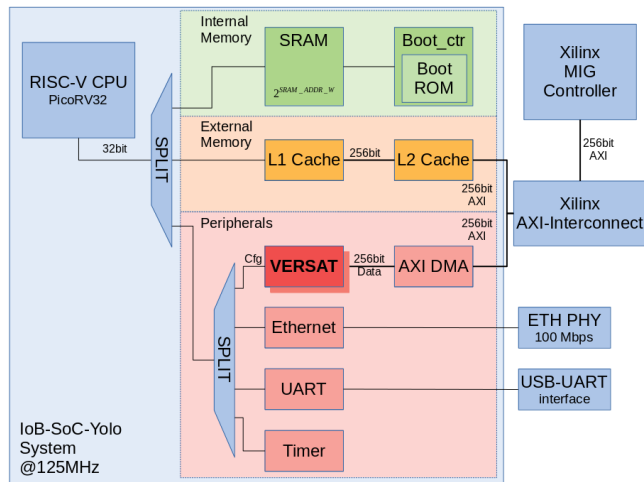 Internal
Memory
SRAM
2^SRAM_ADDR_W
Boot_ctr
Boot
ROM
RISC-V CPU
PicoRV32
Xilinx
MIG
Controller
32bit
SPLIT
External
Memory
L1 Cache
256bit
L2 Cache
256bit
AXI
256bit
AXI
Xilinx
AXI-Interconnect
Peripherals
256bit
AXI
Cfg
VERSAT
256bit
Data
AXI DMA
SPLIT
Ethernet
ETH PHY
100 Mbps
UART
USB-UART
interface
Timer
IoB-SoC-Yolo
System
@125MHz